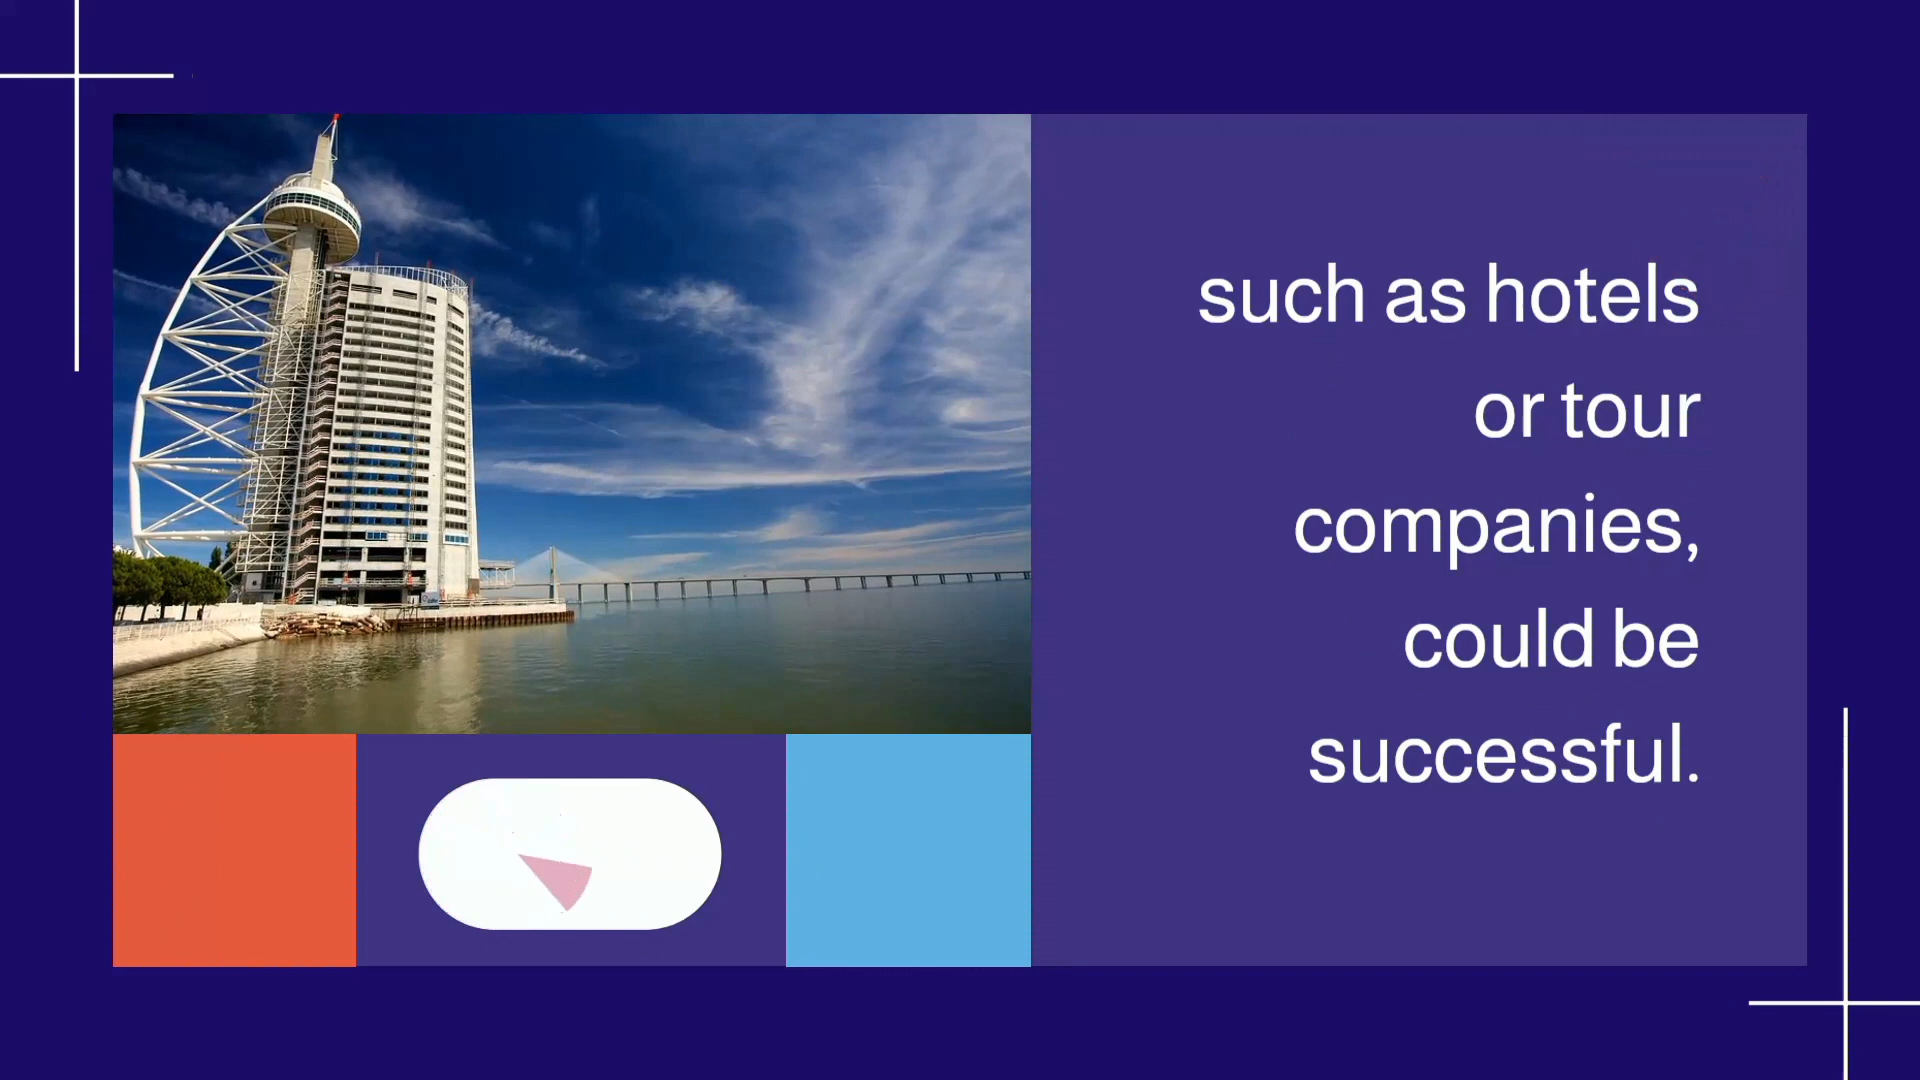 such as hotels
or tour
companies,
could be
successful.